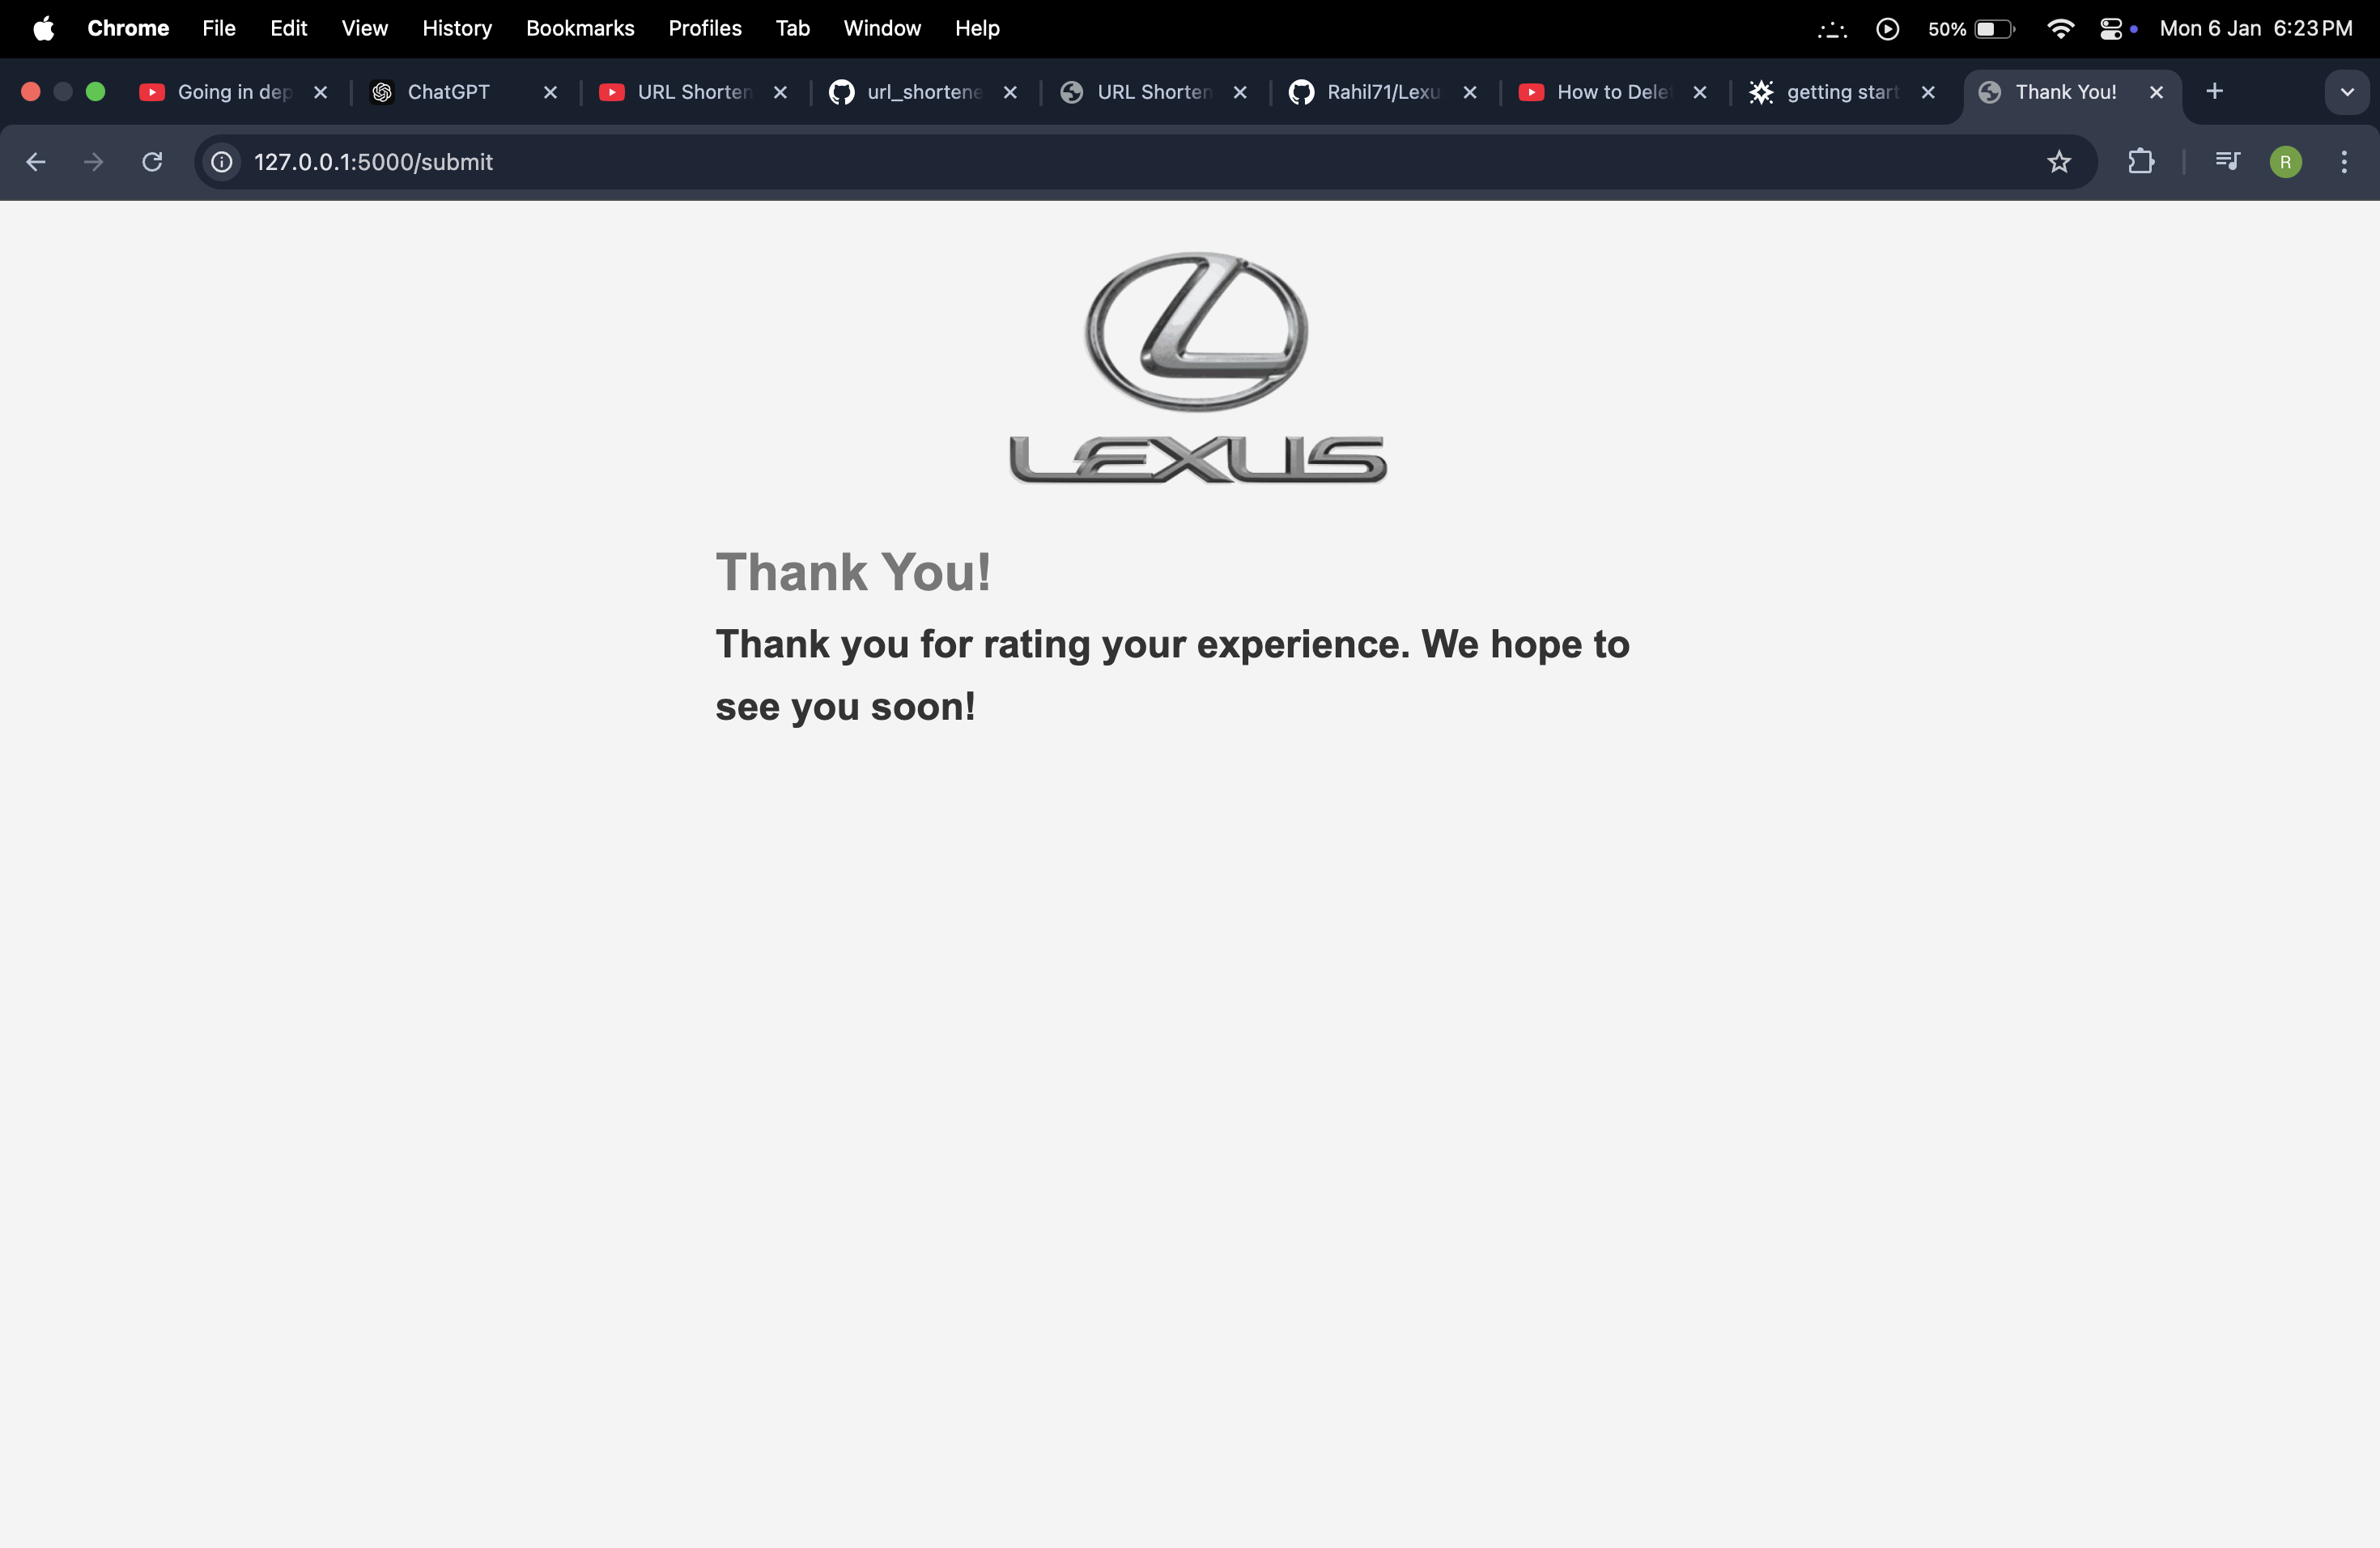 Chrome File Edit View History Bookmarks Profiles Tab Window Help 50% Mon 6 Jan 6:23 PM
Going in dep ChatGPT URL Shorten url_shortene URL Shorten Rahil71/Lexu How to Delet getting start Thank You!
127.0.0.1:5000/submit R
LEXUS
Thank You!
Thank you for rating your experience. We hope to
see you soon!